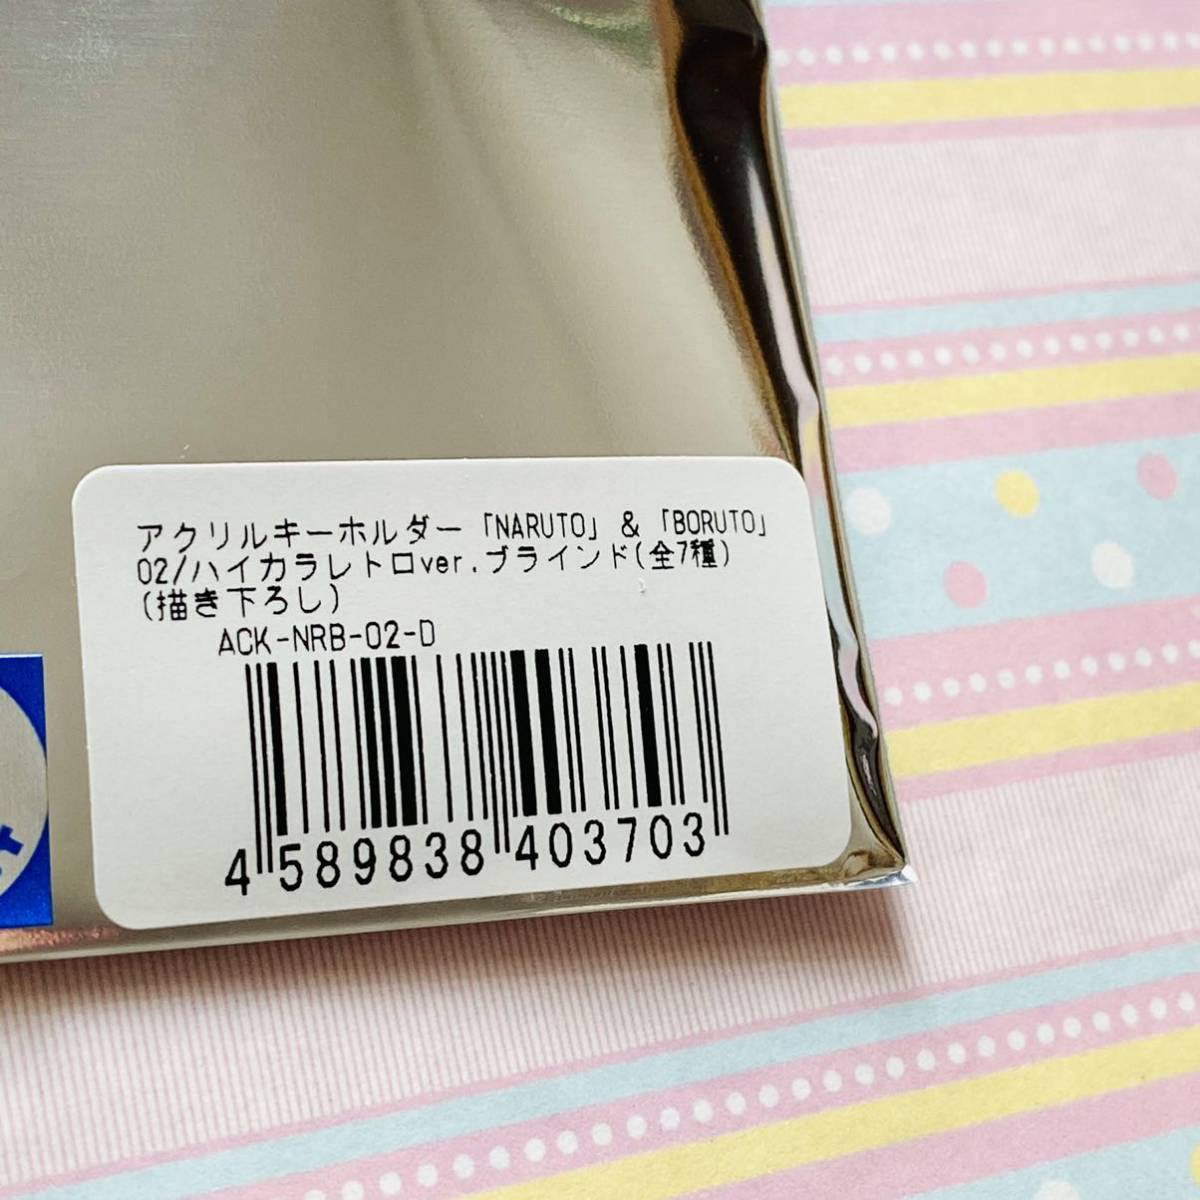 アクリルキーホルダー「NARUTO」&「BORUTO」
02/ハイカラレトロver.ブラインド(全7種)
(描き下ろし)
ACK-NRB-02-D
4 589838 403703